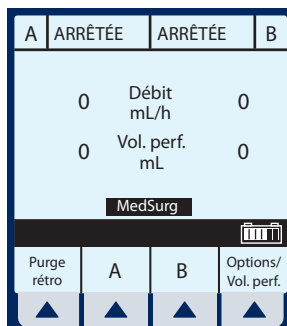 A ARRÊTÉE ARRÊTÉE B
0 Débit mL/h 0
0 Vol. perf. mL 0
MedSurg
Purge rétro A B Options/ Vol. perf.